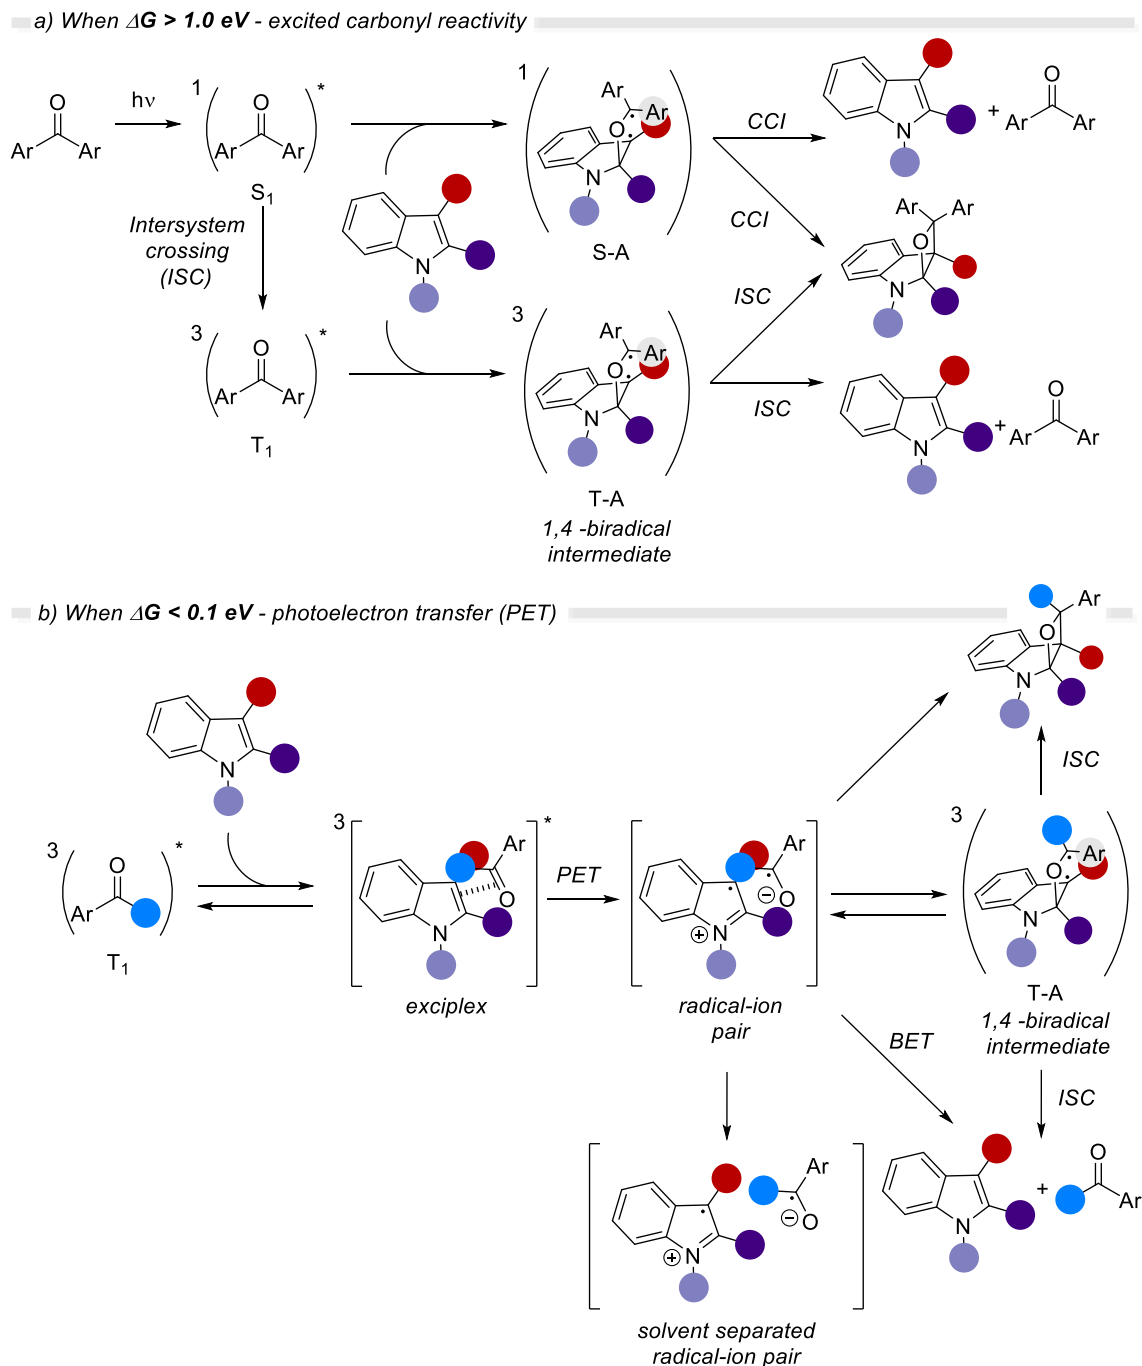 a) When ΔG > 1.0 eV - excited carbonyl reactivity
O
Ar Ar
hν
1
O
Ar Ar
*
S1
Intersystem
crossing
(ISC)
3
O
Ar Ar
*
T1
N
1
Ar
Ar
O
N
S-A
3
Ar
Ar
O
N
T-A
1,4 -biradical
intermediate
CCI
CCI
ISC
ISC
N
+
O
Ar Ar
Ar Ar
O
N
N
+
O
Ar Ar
b) When ΔG < 0.1 eV - photoelectron transfer (PET)
Ar
O
N
N
3
O
Ar
*
T1
3
Ar
O
N
*
exciplex
PET
Ar
O
N
radical-ion
pair
ISC
3
Ar
O
N
T-A
1,4 -biradical
intermediate
BET
ISC
Ar
O
N
solvent separated
radical-ion pair
N
+
O
Ar